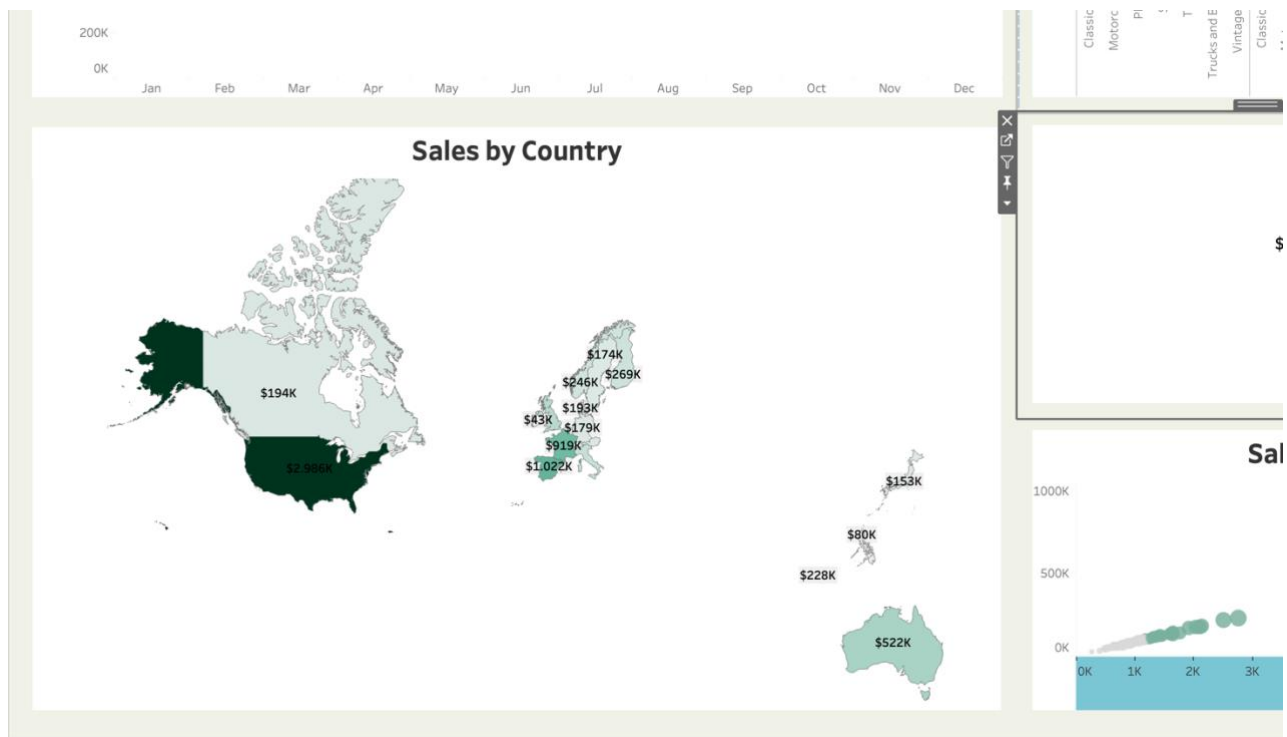 200K
0K
Jan Feb Mar Apr May Jun Jul Aug Sep Oct Nov Dec
Classic
Motorc
Pl
T
Trucks and B
Vintage
Classic
Sales by Country
$174K
$246K
$269K
$194K
$193K
$43K
$179K
$919K
$2.986K
$1.022K
$153K
$80K
$228K
$522K
$
Sal
1000K
500K
0K
0K 1K 2K 3K